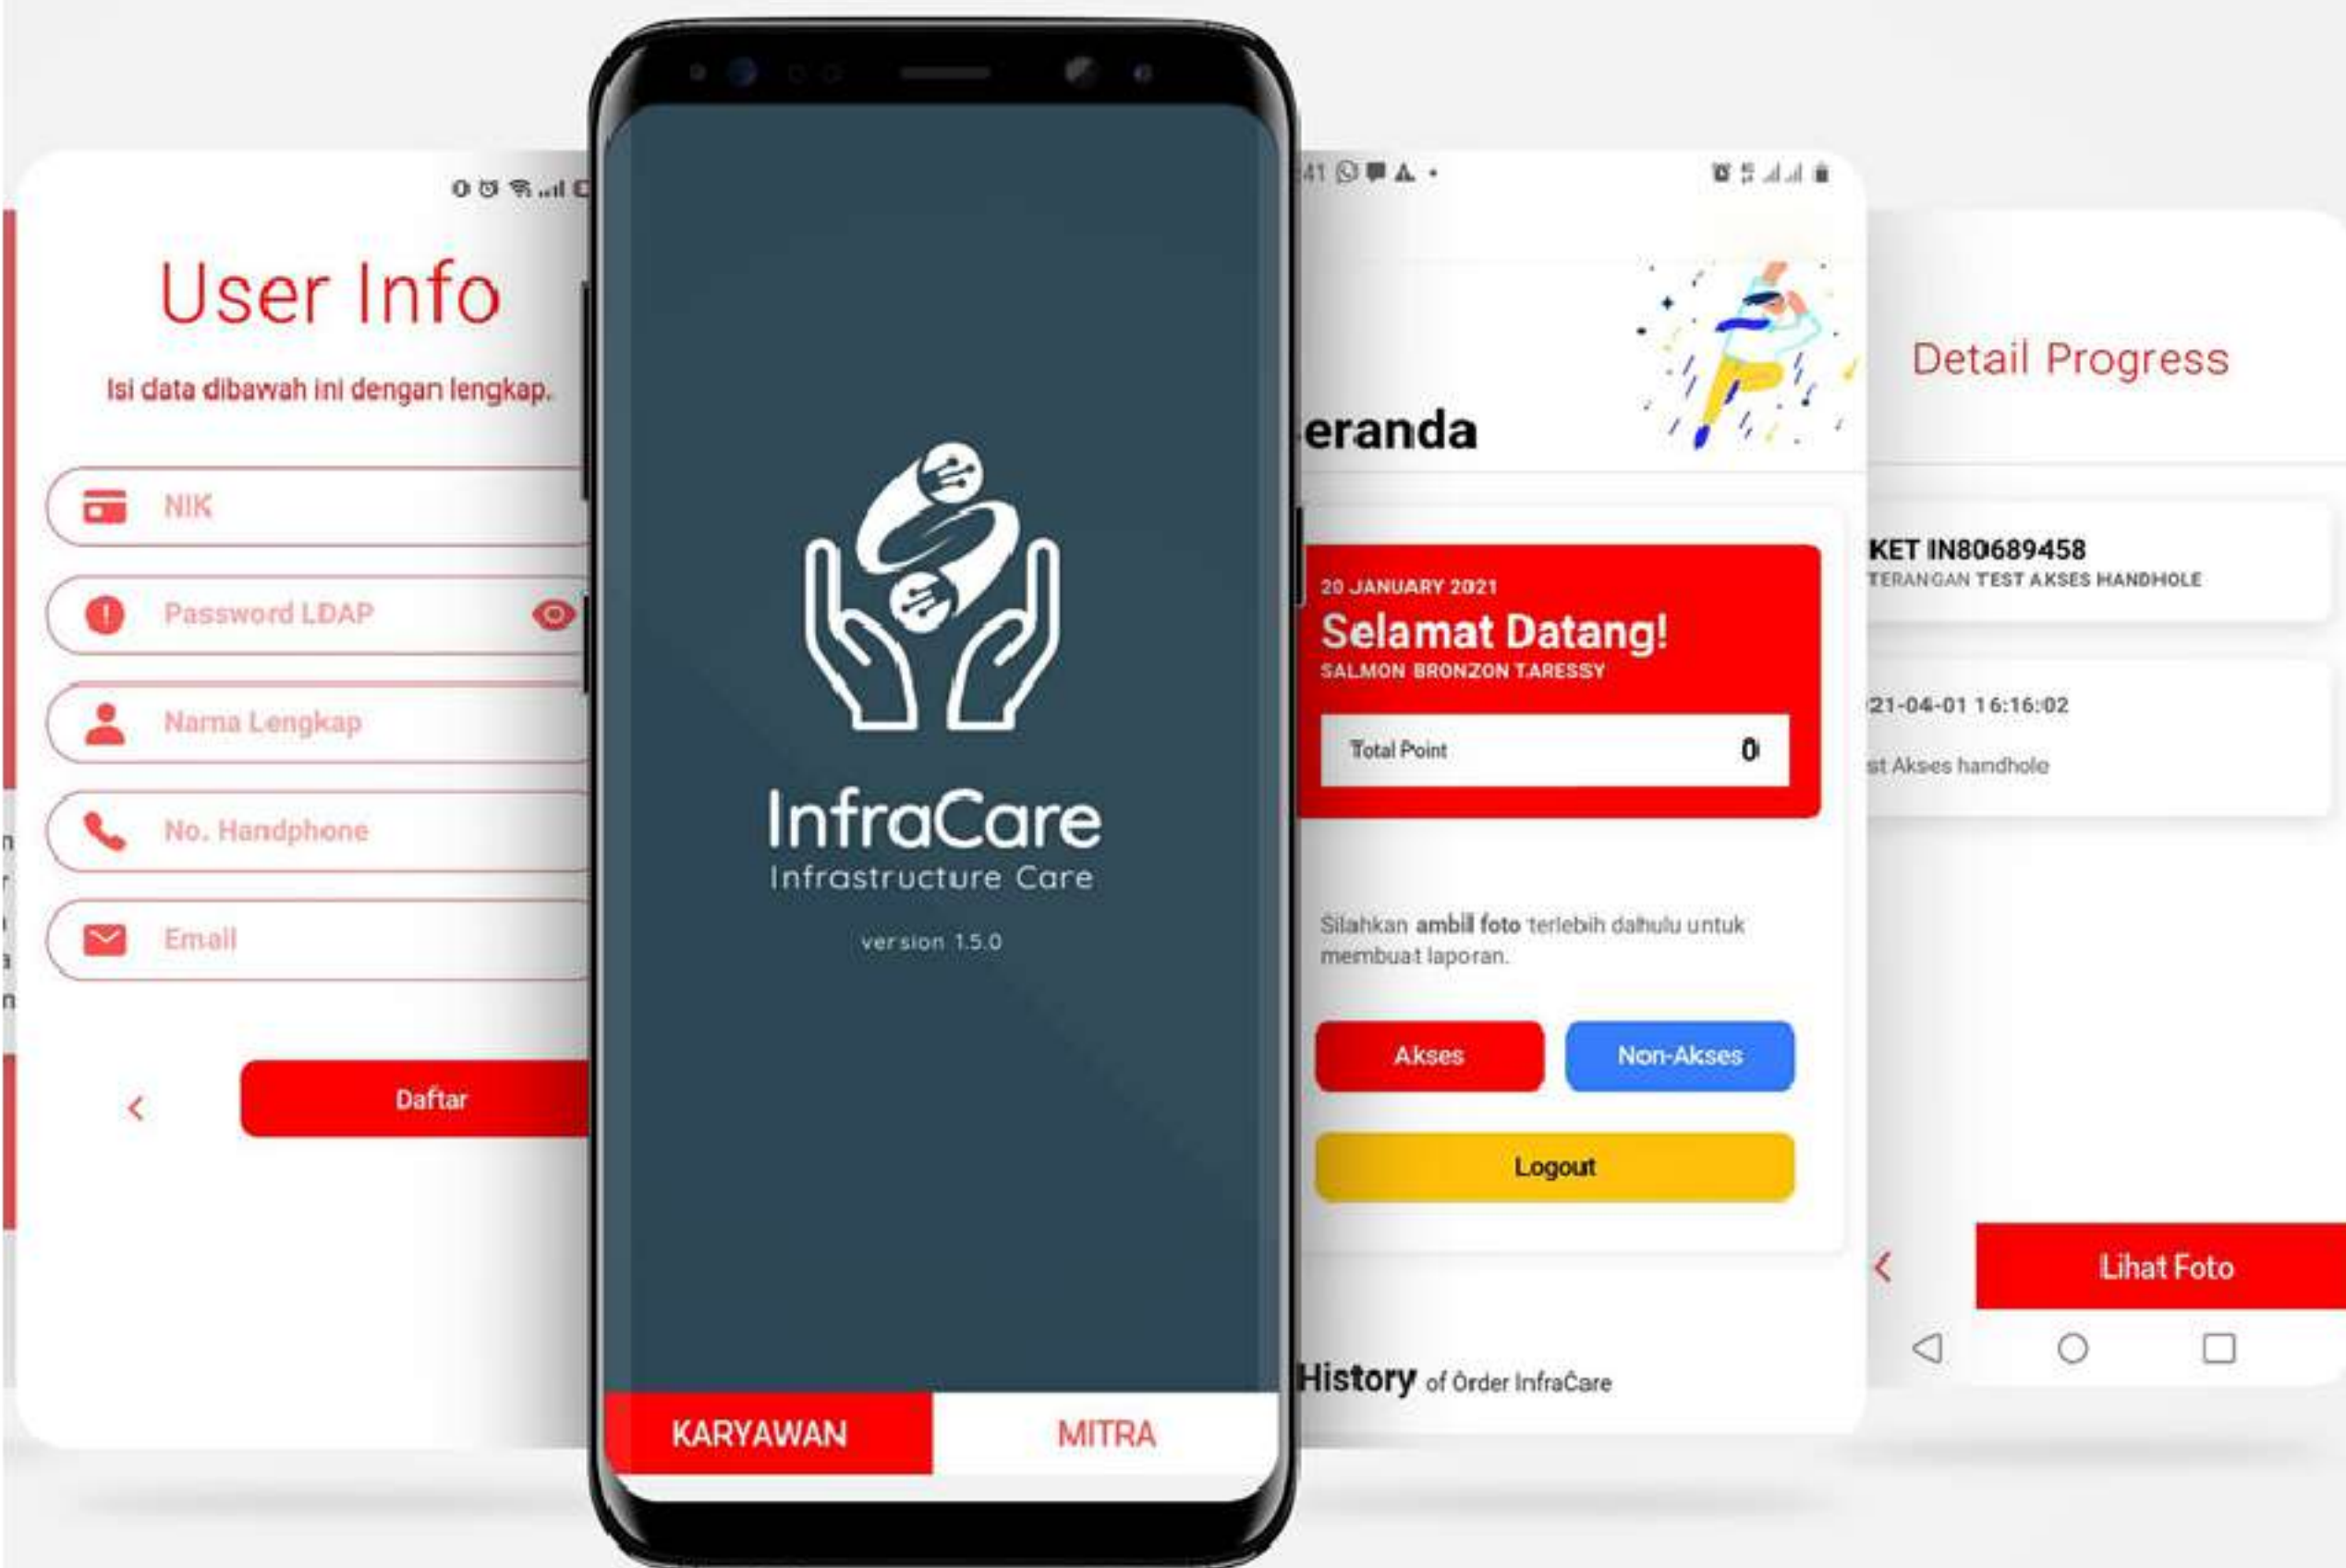 User Info
Isi data dibawah ini dengan lengkap.
NIK
Password LDAP
Nama Lengkap
No. Handphone
Email
Daftar
InfraCare
Infrastructure Care
version 1.5.0
KARYAWAN
MITRA
41
eranda
20 JANUARY 2021
Selamat Datang!
SALMON BRONZON TARESSY
Total Point
0
Silahkan ambil foto terlebih dahulu untuk
membuat laporan.
Akses
Non-Akses
Logout
History of Order InfraCare
Detail Progress
KET IN80689458
TERANGAN TEST AKSES HANDHOLE
21-04-01 16:16:02
st Akses handhole
Lihat Foto